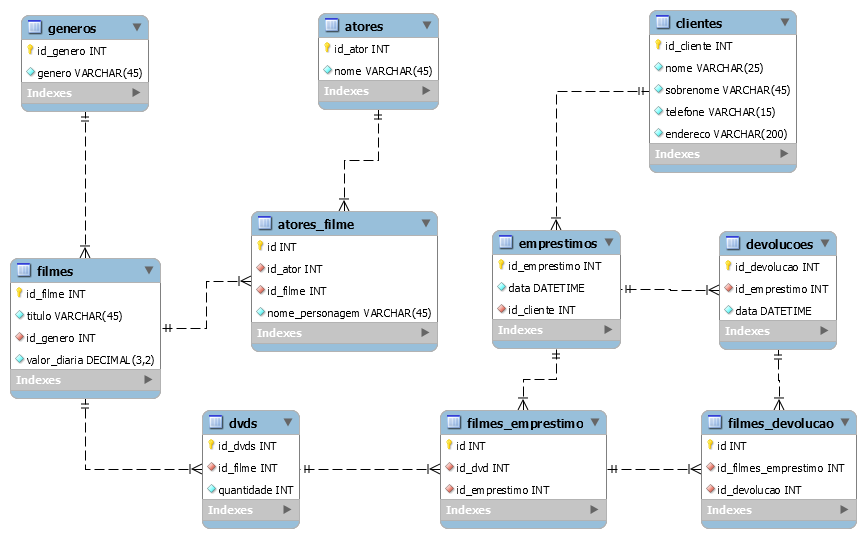 generos
id_genero INT
genero VARCHAR(45)
Indexes
atores
id_ator INT
nome VARCHAR(45)
Indexes
clientes
id_cliente INT
nome VARCHAR(25)
sobrenome VARCHAR(45)
telefone VARCHAR(15)
endereco VARCHAR(200)
Indexes
atores_filme
id INT
id_ator INT
id_filme INT
nome_personagem VARCHAR(45)
Indexes
emprestimos
id_emprestimo INT
data DATETIME
id_cliente INT
Indexes
devolucoes
id_devolucao INT
id_emprestimo INT
data DATETIME
Indexes
filmes
id_filme INT
titulo VARCHAR(45)
id_genero INT
valor_diaria DECIMAL(3,2)
Indexes
dvds
id_dvds INT
id_filme INT
quantidade INT
Indexes
filmes_emprestimo
id INT
id_dvd INT
id_emprestimo INT
Indexes
filmes_devolucao
id INT
id_filmes_emprestimo INT
id_devolucao INT
Indexes